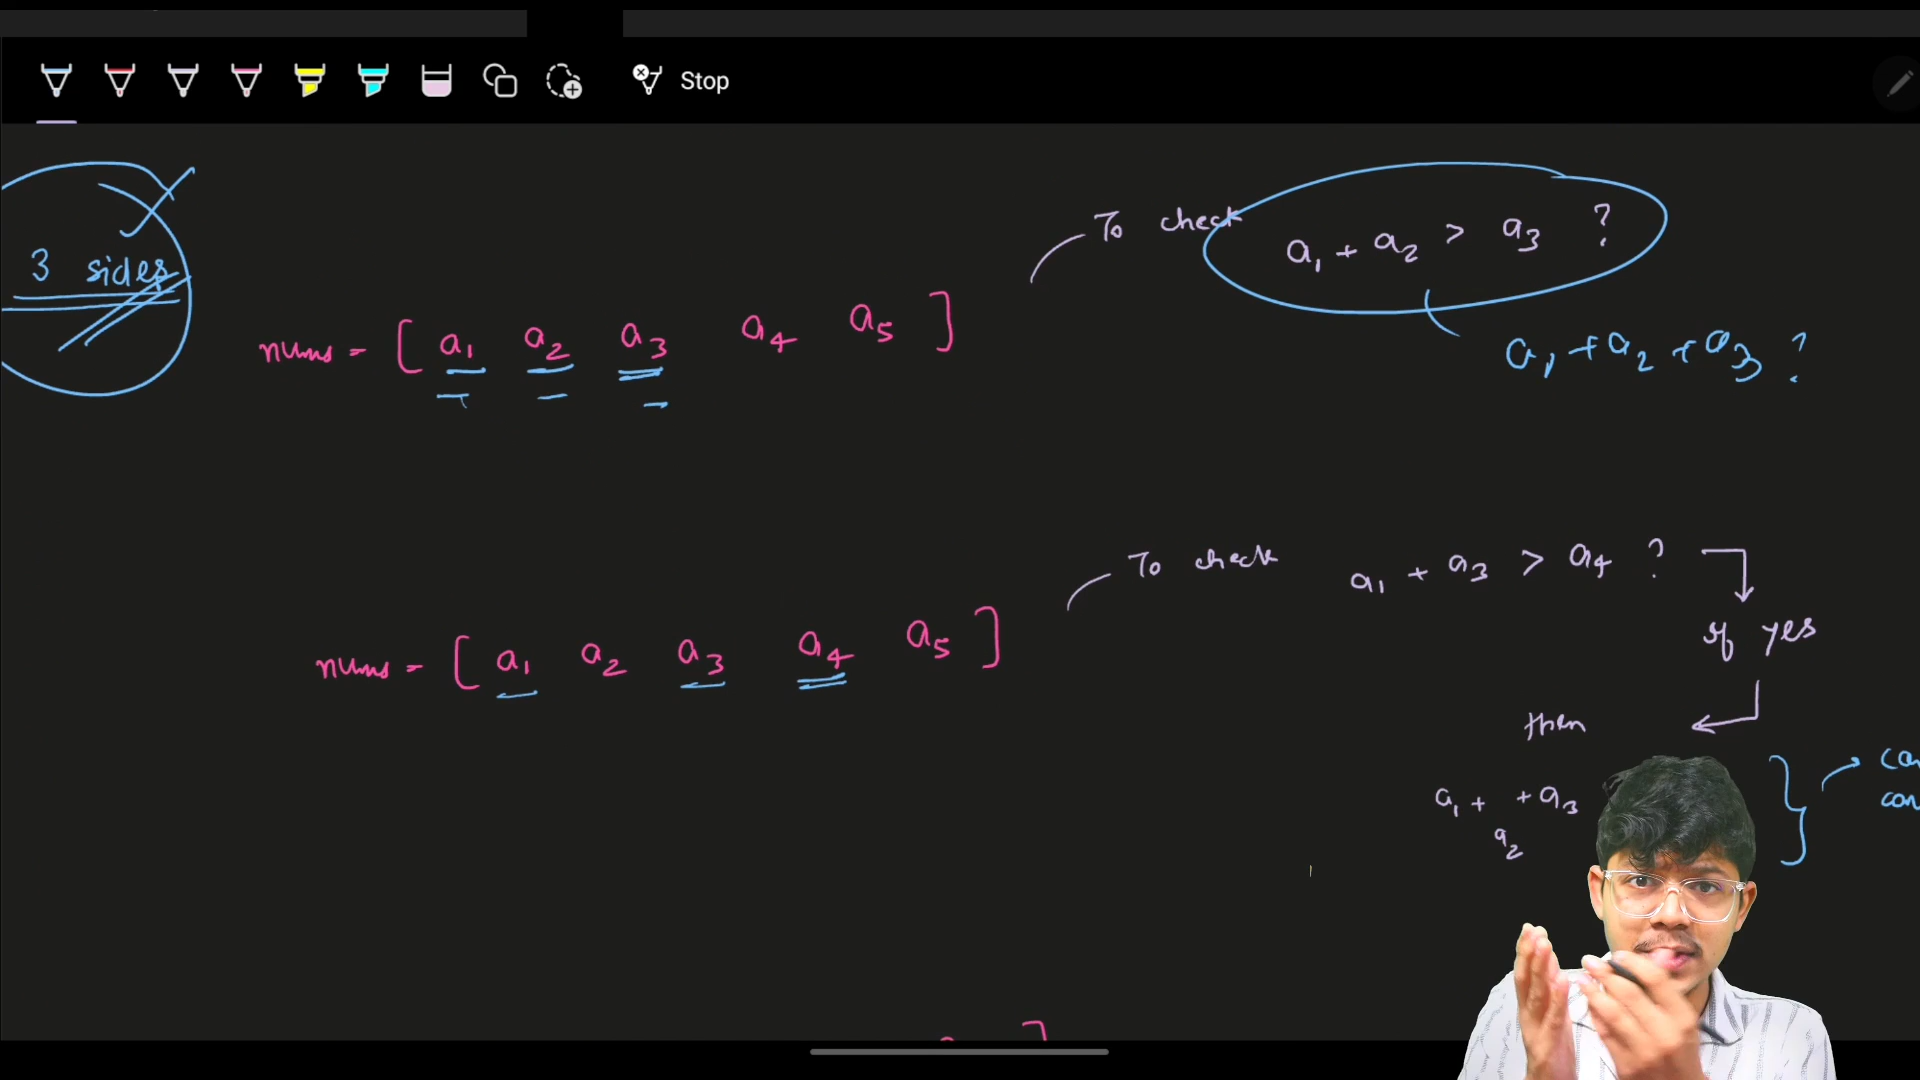 Stop
3 sides
To check a1 + a2 > a3 ?
a1 + a2 + a3 ?
nums = [ a1 a2 a3 a4 a5 ]
To check a1 + a3 > a4 ?
if yes
nums = [ a1 a2 a3 a4 a5 ]
then
a1 + + a3
a2